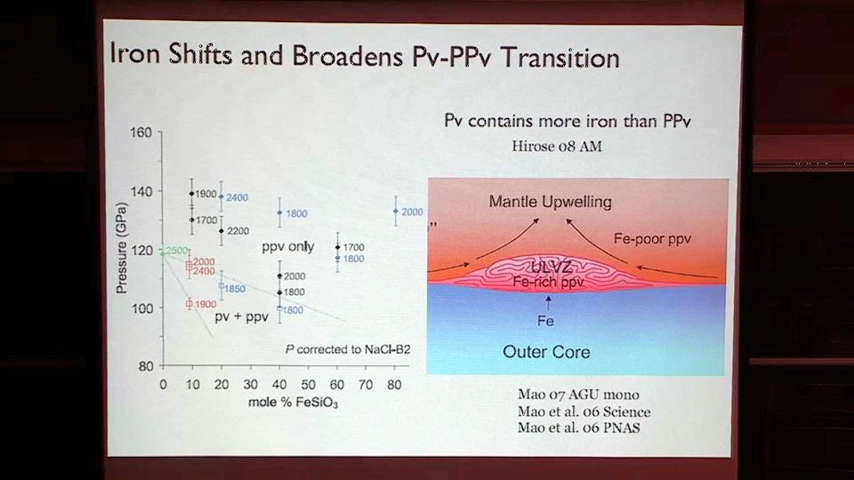 Iron Shifts and Broadens Pv-PPv Transition
Pv contains more iron than PPv
Hirose 08 AM
160
140
120
100
80
Pressure (GPa)
1900
2400
1700
2200
1800
2000
1700
1800
2500
2000
2400
ppv only
2000
1850
1800
1900
pv + ppv
1800
P corrected to NaCl-B2
0 10 20 30 40 50 60 70 80
mole % FeSiO₃
Mantle Upwelling
”
Fe-poor ppv
ULVZ
Fe-rich ppv
Fe
Outer Core
Mao 07 AGU mono
Mao et al. 06 Science
Mao et al. 06 PNAS